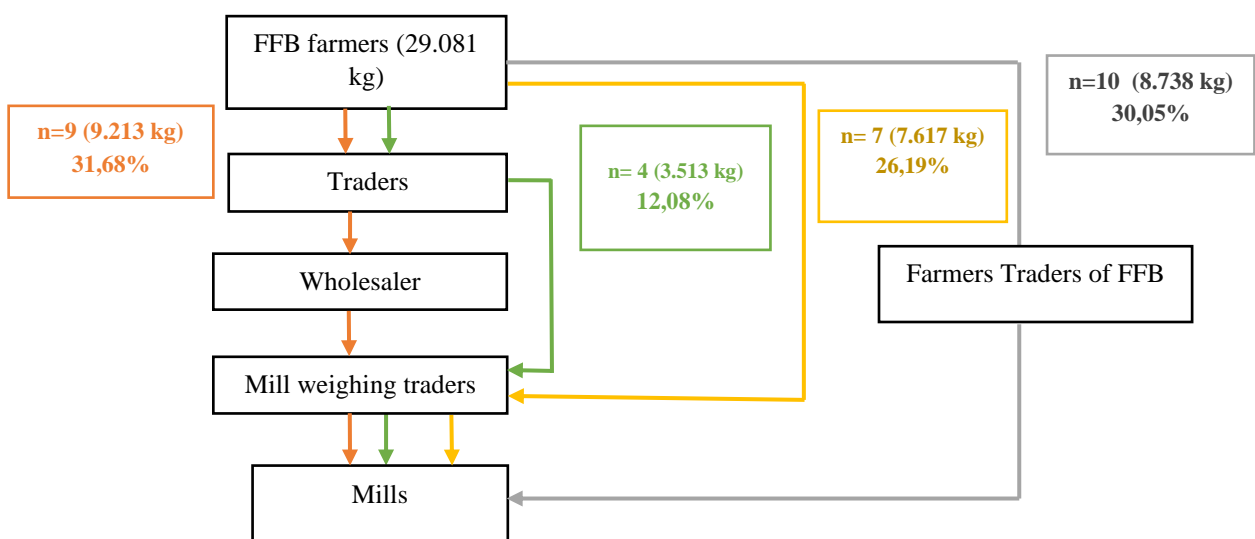 FFB farmers (29.081
kg)
n=10  (8.738 kg)
30,05%
n=9 (9.213 kg)
31,68%
n= 7 (7.617 kg)
26,19%
n= 4 (3.513 kg)
12,08%
Traders
Wholesaler
Farmers Traders of FFB
Mill weighing traders
Mills